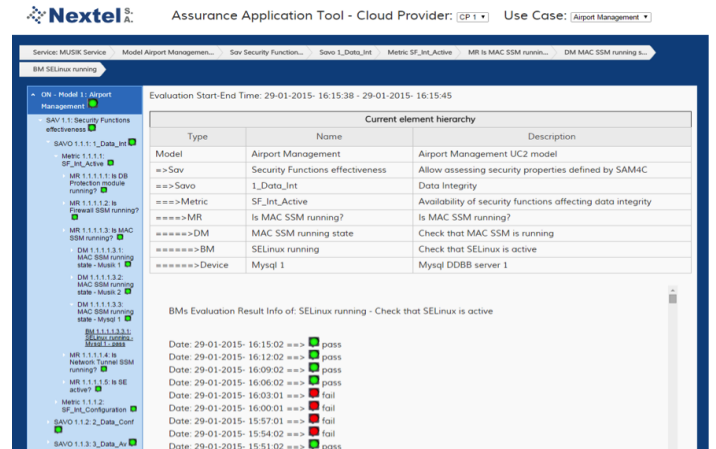 Nextel S.A.
Assurance Application Tool - Cloud Provider: CP 1 Use Case: Airport Management
Service: MUSIK Service Model Airport Managemen... Sav Security Function... Savo 1_Data_Int Metric SF_Int_Active MR Is MAC SSM runnin... DM MAC SSM running s...
BM SELinux running
ON - Model 1: Airport
Management
SAV 1.1: Security Functions
effectiveness
SAVO 1.1.1: 1_Data_Int
Metric 1.1.1.1:
SF_Int_Active
MR 1.1.1.1.1: Is DB
Protection module
running?
MR 1.1.1.1.2: Is
Firewall SSM running?
MR 1.1.1.1.3: Is MAC
SSM running?
DM 1.1.1.1.3.1:
MAC SSM running
state - Musik 1
DM 1.1.1.1.3.2:
MAC SSM running
state - Musik 2
DM 1.1.1.1.3.3:
MAC SSM running
state - Mysql 1
BM 1.1.1.1.3.3.1:
SELinux running -
Mysql 1 - pass
MR 1.1.1.1.4: Is
Network Tunnel SSM
running?
MR 1.1.1.1.5: Is SE
active?
Metric 1.1.1.2:
SF_Int_Configuration
SAVO 1.1.2: 2_Data_Conf
SAVO 1.1.3: 3_Data_Av
Evaluation Start-End Time: 29-01-2015- 16:15:38 - 29-01-2015- 16:15:45
Current element hierarchy
Type Name Description
Model Airport Management Airport Management UC2 model
=>Sav Security Functions effectiveness Allow assessing security properties defined by SAM4C
==>Savo 1_Data_Int Data Integrity
===>Metric SF_Int_Active Availability of security functions affecting data integrity
====>MR Is MAC SSM running? Is MAC SSM running?
=====>DM MAC SSM running state Check that MAC SSM is running
======>BM SELinux running Check that SELinux is active
======>Device Mysql 1 Mysql DDBB server 1
BMs Evaluation Result Info of: SELinux running - Check that SELinux is active
Date: 29-01-2015- 16:15:02 ==> pass
Date: 29-01-2015- 16:12:02 ==> pass
Date: 29-01-2015- 16:09:02 ==> pass
Date: 29-01-2015- 16:06:02 ==> pass
Date: 29-01-2015- 16:03:01 ==> fail
Date: 29-01-2015- 16:00:01 ==> fail
Date: 29-01-2015- 15:57:01 ==> fail
Date: 29-01-2015- 15:54:02 ==> fail
Date: 29-01-2015- 15:51:02 ==> pass